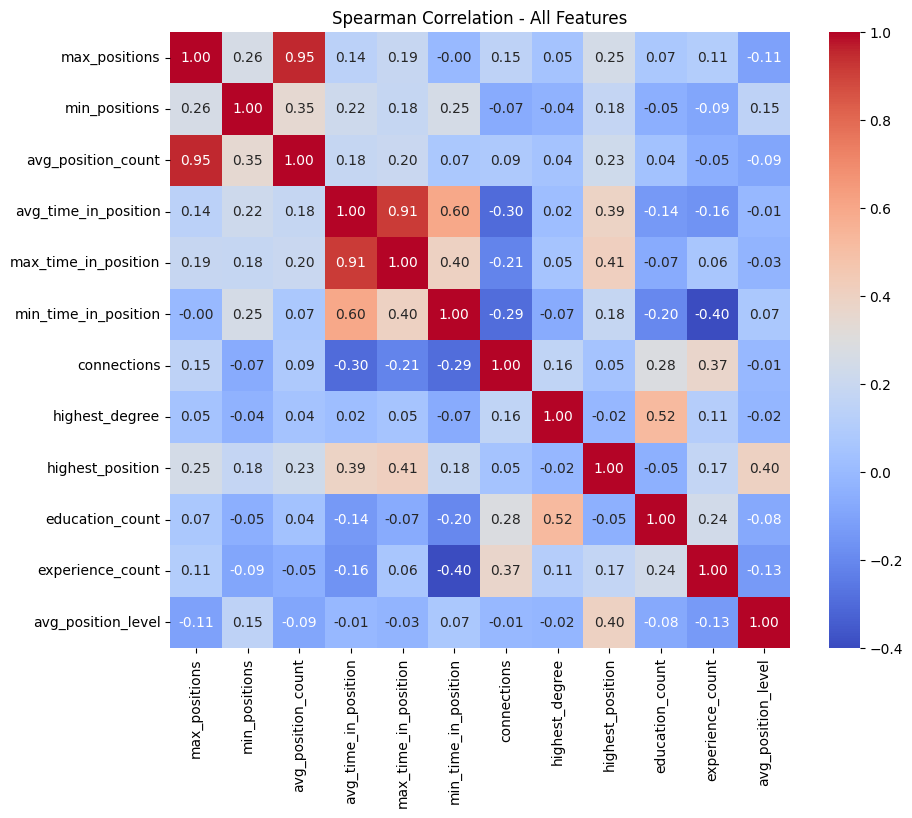 Spearman Correlation - All Features
max_positions 1.00 0.26 0.95 0.14 0.19 -0.00 0.15 0.05 0.25 0.07 0.11 -0.11
min_positions 0.26 1.00 0.35 0.22 0.18 0.25 -0.07 -0.04 0.18 -0.05 -0.09 0.15
avg_position_count 0.95 0.35 1.00 0.18 0.20 0.07 0.09 0.04 0.23 0.04 -0.05 -0.09
avg_time_in_position 0.14 0.22 0.18 1.00 0.91 0.60 -0.30 0.02 0.39 -0.14 -0.16 -0.01
max_time_in_position 0.19 0.18 0.20 0.91 1.00 0.40 -0.21 0.05 0.41 -0.07 0.06 -0.03
min_time_in_position -0.00 0.25 0.07 0.60 0.40 1.00 -0.29 -0.07 0.18 -0.20 -0.40 0.07
connections 0.15 -0.07 0.09 -0.30 -0.21 -0.29 1.00 0.16 0.05 0.28 0.37 -0.01
highest_degree 0.05 -0.04 0.04 0.02 0.05 -0.07 0.16 1.00 -0.02 0.52 0.11 -0.02
highest_position 0.25 0.18 0.23 0.39 0.41 0.18 0.05 -0.02 1.00 -0.05 0.17 0.40
education_count 0.07 -0.05 0.04 -0.14 -0.07 -0.20 0.28 0.52 -0.05 1.00 0.24 -0.08
experience_count 0.11 -0.09 -0.05 -0.16 0.06 -0.40 0.37 0.11 0.17 0.24 1.00 -0.13
avg_position_level -0.11 0.15 -0.09 -0.01 -0.03 0.07 -0.01 -0.02 0.40 -0.08 -0.13 1.00
max_positions
min_positions
avg_position_count
avg_time_in_position
max_time_in_position
min_time_in_position
connections
highest_degree
highest_position
education_count
experience_count
avg_position_level
1.0
0.8
0.6
0.4
0.2
0.0
−0.2
−0.4